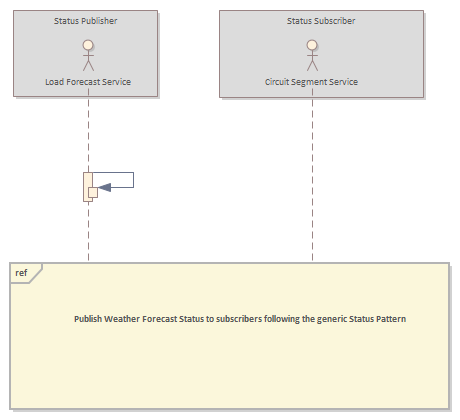 Status Publisher
Status Subscriber
Load Forecast Service
Circuit Segment Service
ref
Publish Weather Forecast Status to subscribers following the generic Status Pattern